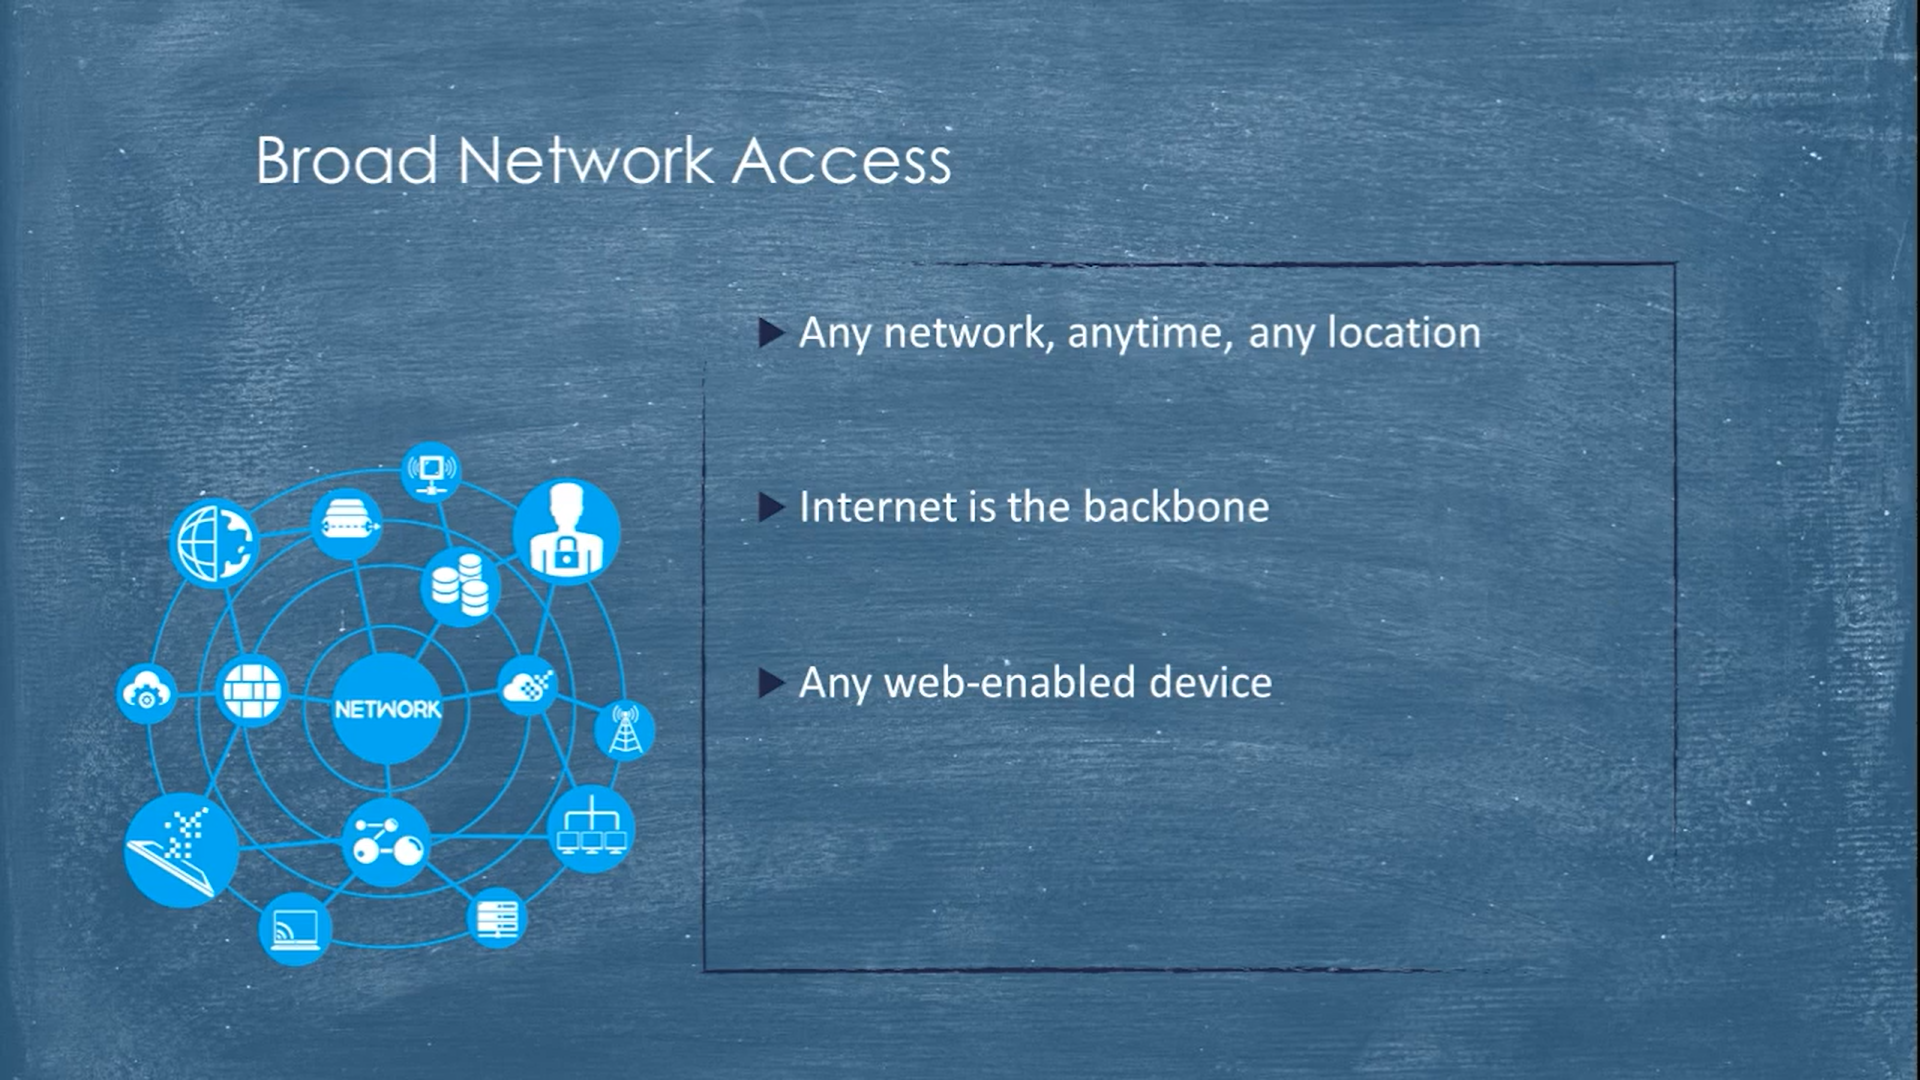 Broad Network Access
Any network, anytime, any location
Internet is the backbone
Any web-enabled device
NETWORK